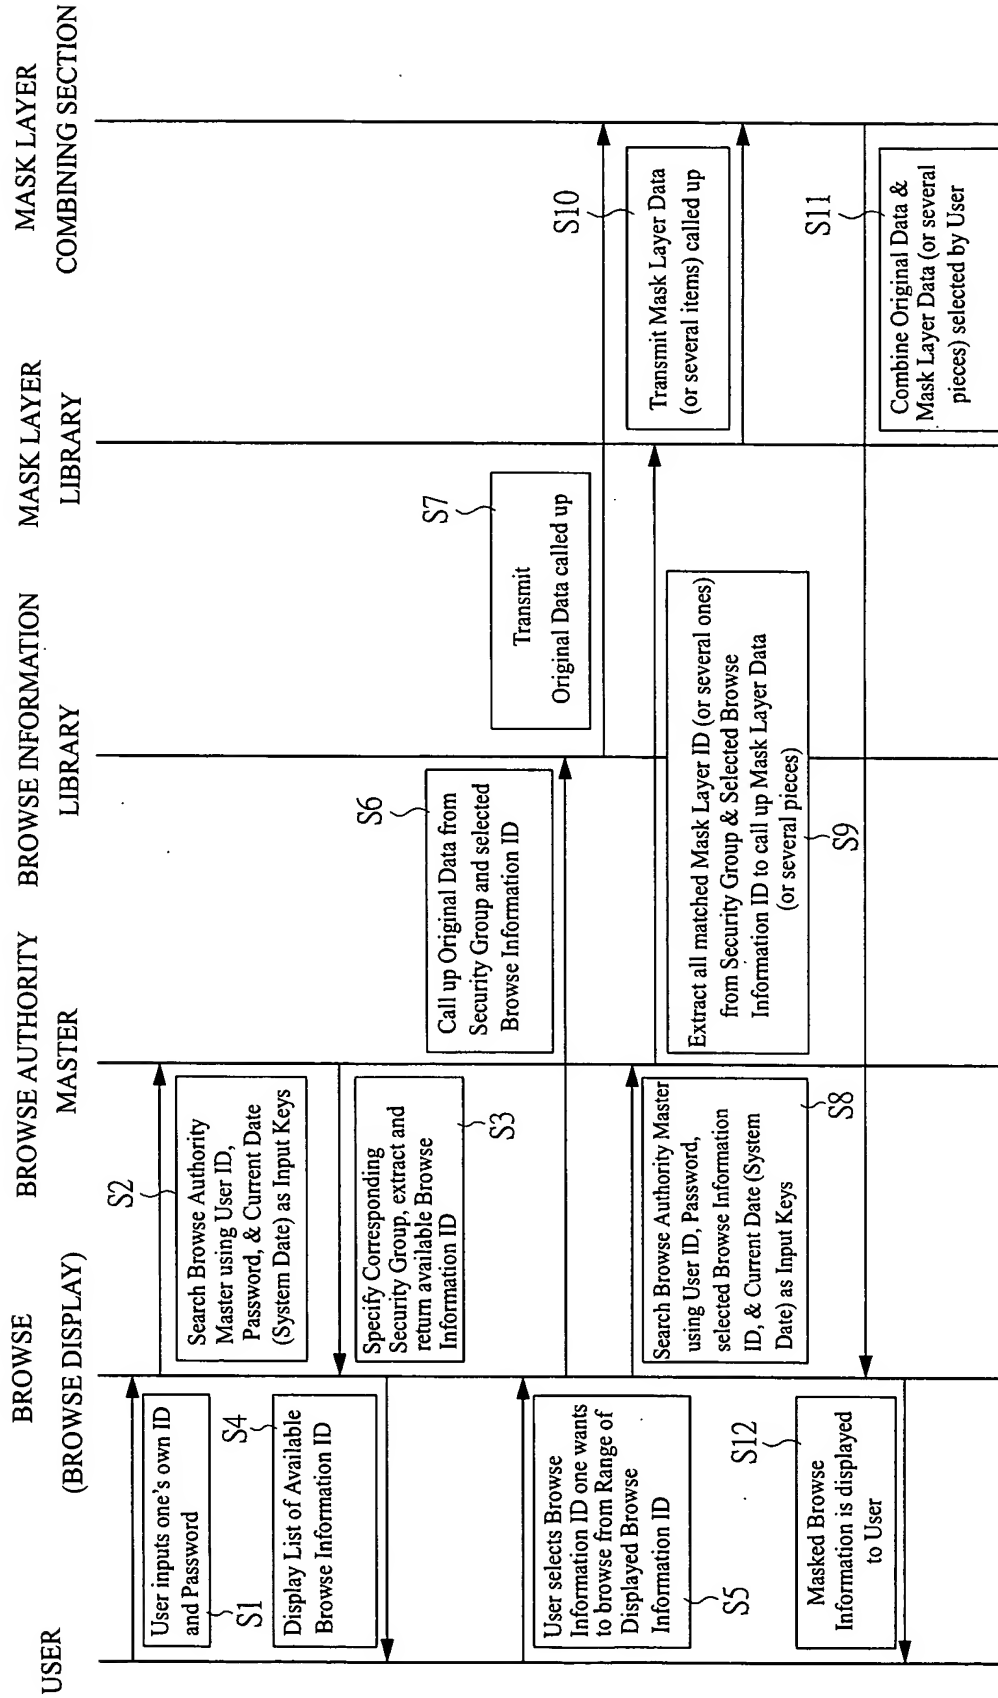 USER
BROWSE
(BROWSE DISPLAY)
BROWSE AUTHORITY
MASTER
BROWSE INFORMATION
LIBRARY
MASK LAYER
LIBRARY
MASK LAYER
COMBINING SECTION
User inputs one's own ID
and Password
S1
S2
Search Browse Authority
Master using User ID,
Password, & Current Date
(System Date) as Input Keys
Specify Corresponding
Security Group, extract and
return available Browse
Information ID
S3
S4
Display List of Available
Browse Information ID
User selects Browse
Information ID one wants
to browse from Range of
Displayed Browse
Information ID
S5
S6
Call up Original Data from
Security Group and selected
Browse Information ID
S7
Transmit
Original Data called up
Search Browse Authority Master
using User ID, Password,
selected Browse Information
ID, & Current Date (System
Date) as Input Keys
S8
Extract all matched Mask Layer ID (or several ones)
from Security Group & Selected Browse
Information ID to call up Mask Layer Data
(or several pieces)
S9
S10
Transmit Mask Layer Data
(or several items) called up
S11
Combine Original Data &
Mask Layer Data (or several
pieces) selected by User
S12
Masked Browse
Information is displayed
to User